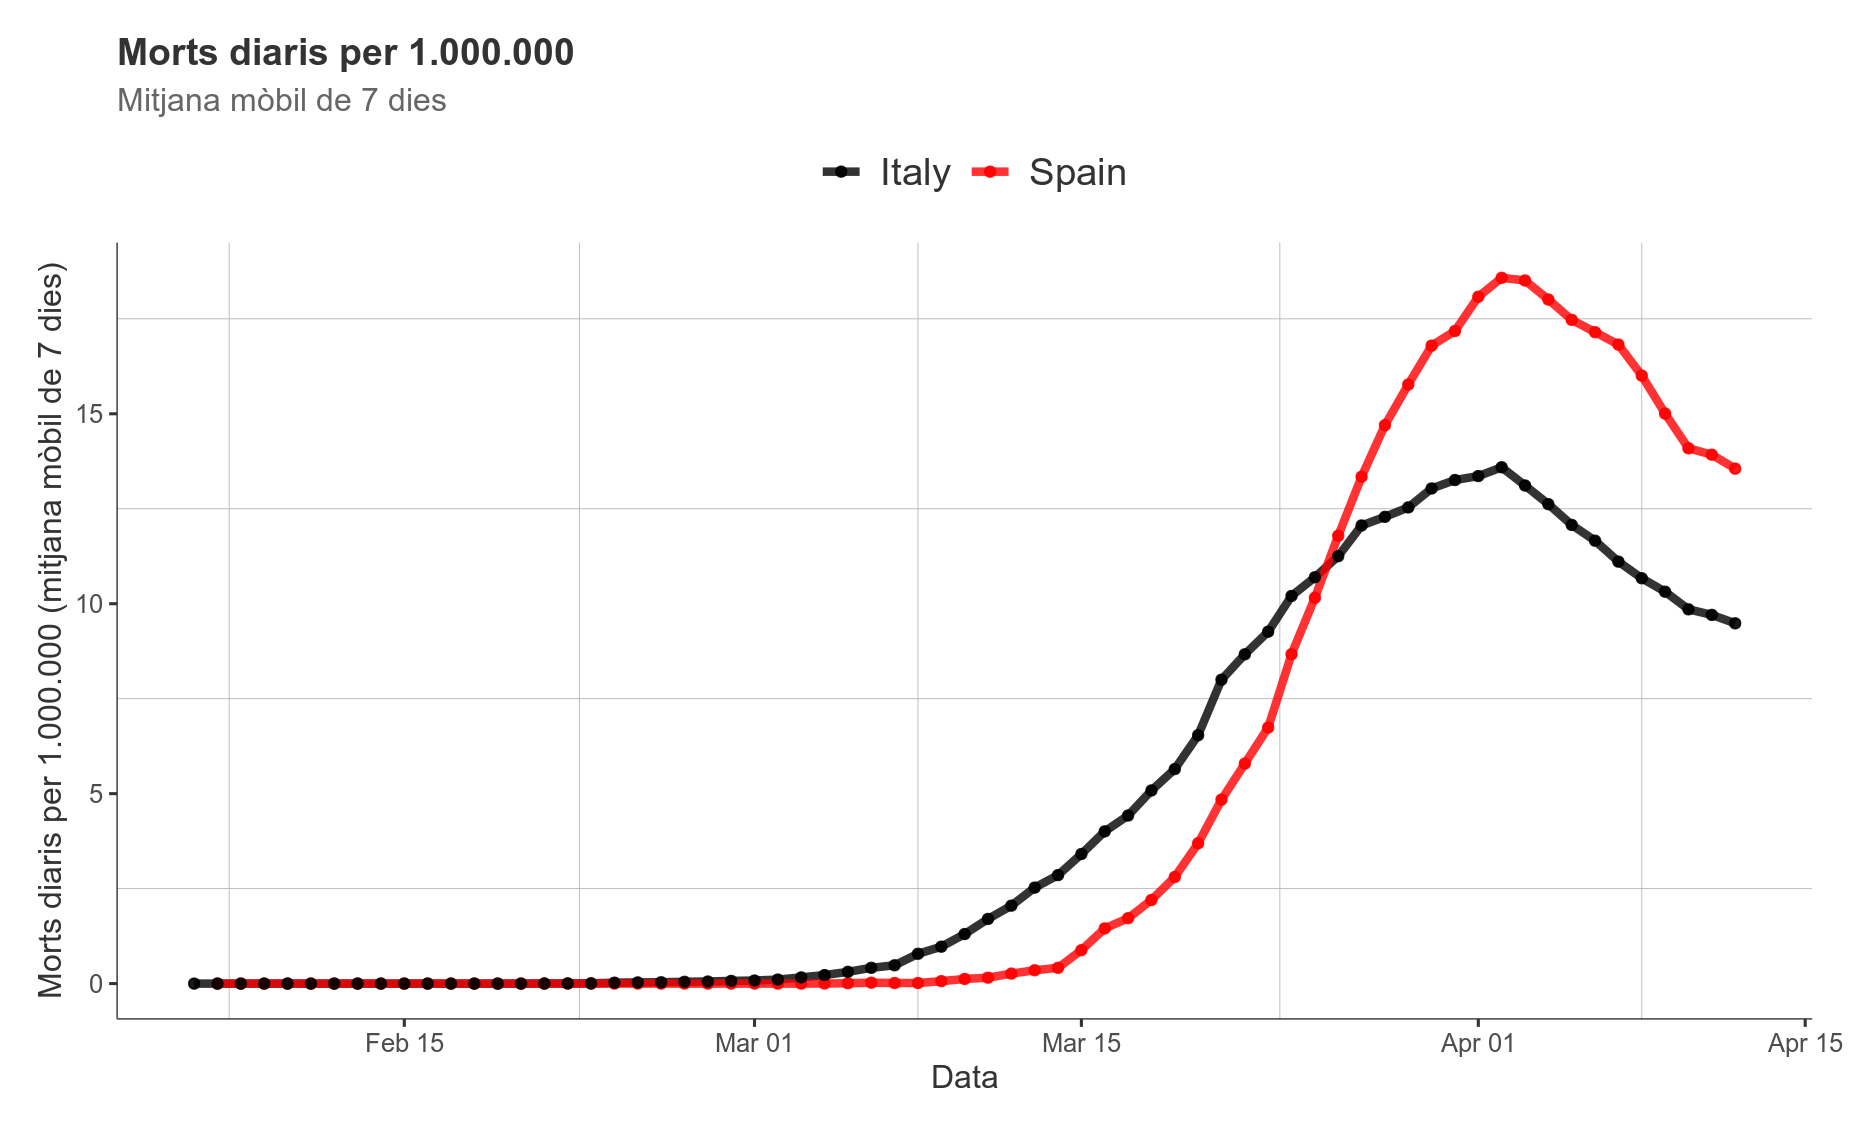 Morts diaris per 1.000.000
Mitjana mòbil de 7 dies
Italy Spain
Morts diaris per 1.000.000 (mitjana mòbil de 7 dies)
15
10
5
0
Feb 15 Mar 01 Mar 15 Apr 01 Apr 15
Data